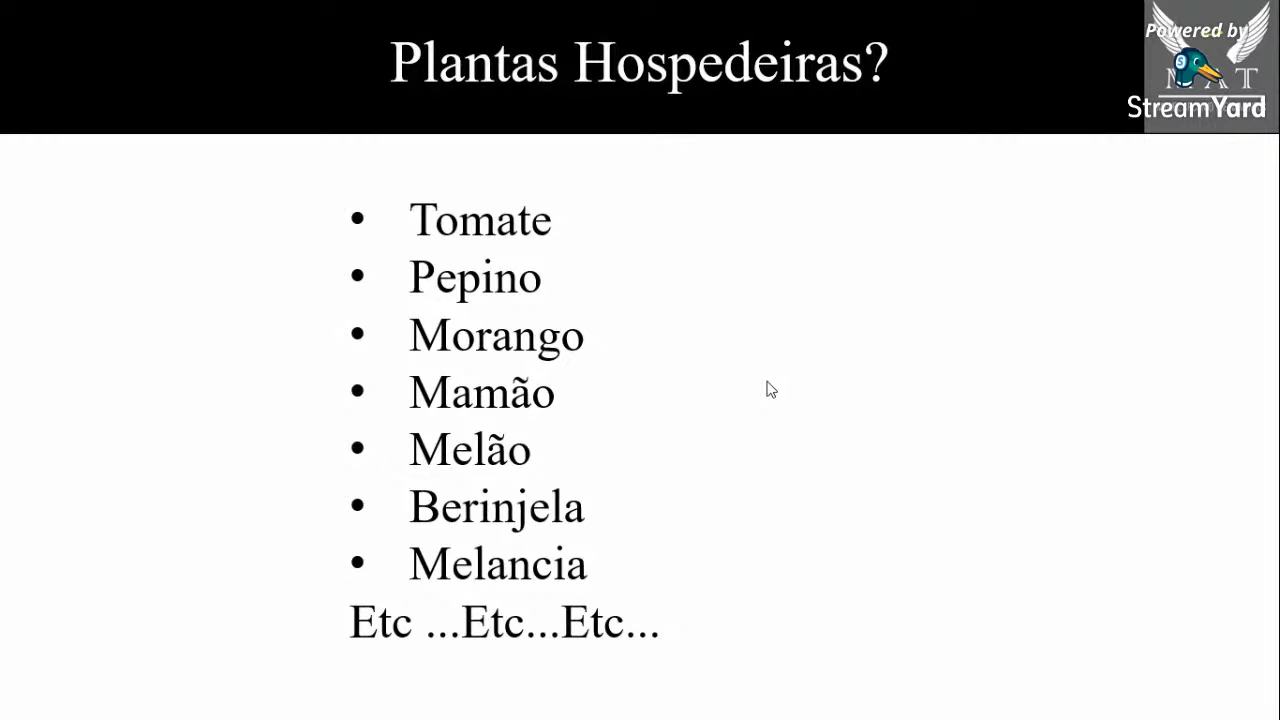 Plantas Hospedeiras?
Powered by
StreamYard
• Tomate
• Pepino
• Morango
• Mamão
• Melão
• Berinjela
• Melancia
Etc ...Etc...Etc...